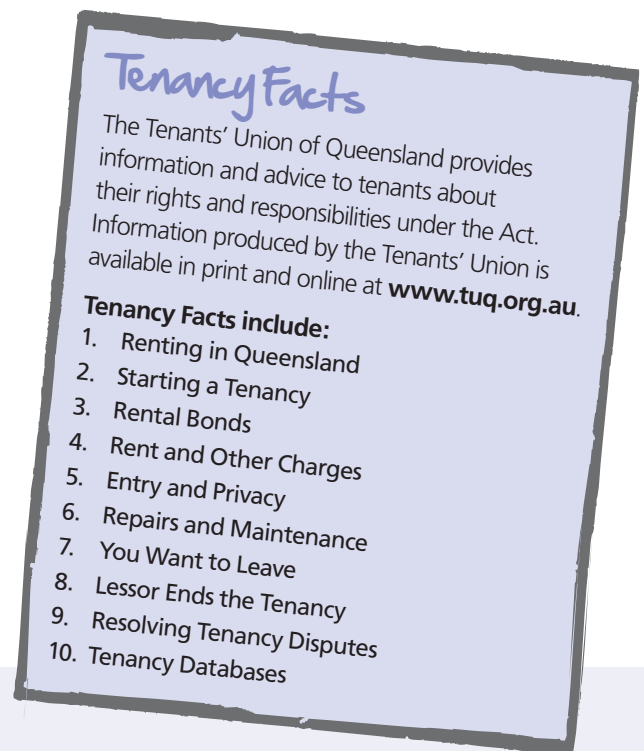 Tenancy Facts
The Tenants’ Union of Queensland provides
information and advice to tenants about
their rights and responsibilities under the Act.
Information produced by the Tenants’ Union is
available in print and online at www.tuq.org.au.
Tenancy Facts include:
1. Renting in Queensland
2. Starting a Tenancy
3. Rental Bonds
4. Rent and Other Charges
5. Entry and Privacy
6. Repairs and Maintenance
7. You Want to Leave
8. Lessor Ends the Tenancy
9. Resolving Tenancy Disputes
10. Tenancy Databases